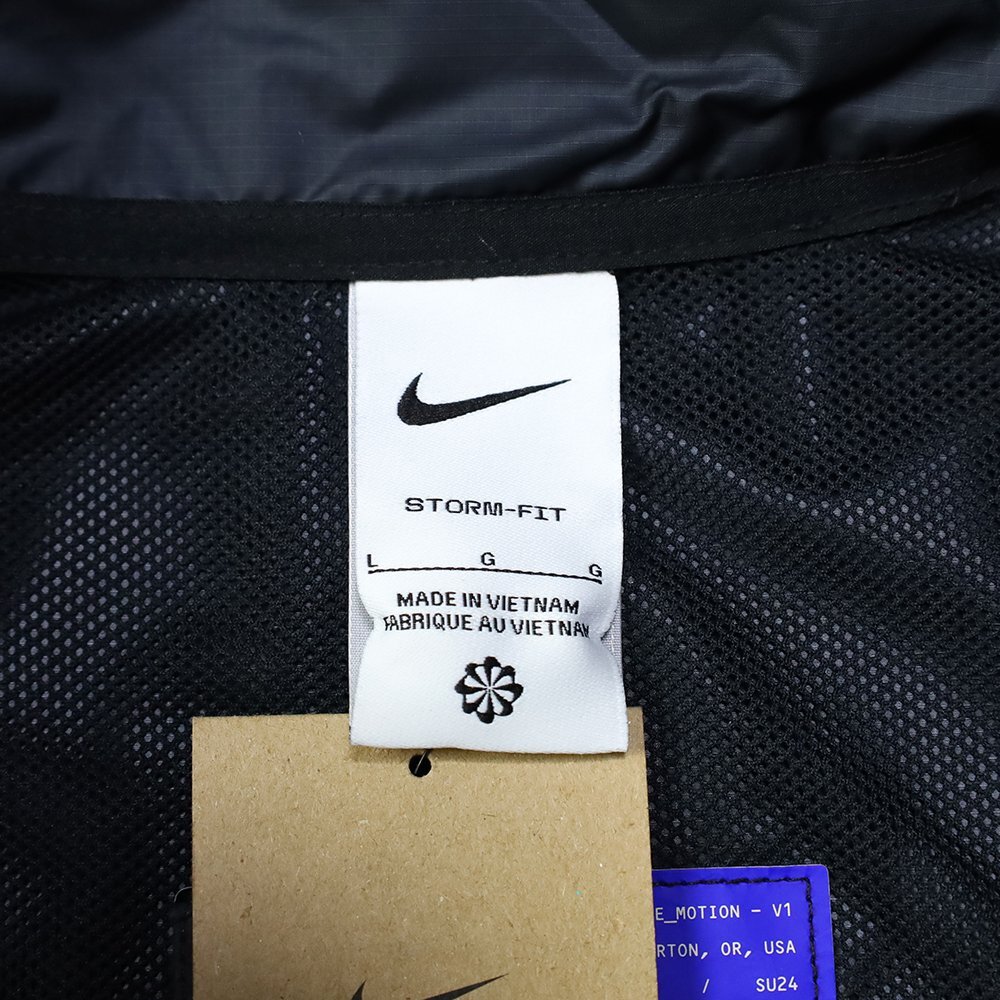 STORM-FIT
L G G
MADE IN VIETNAM
FABRIQUE AU VIETNAM
E_MOTION - V1
RTON, OR, USA
/ SU24